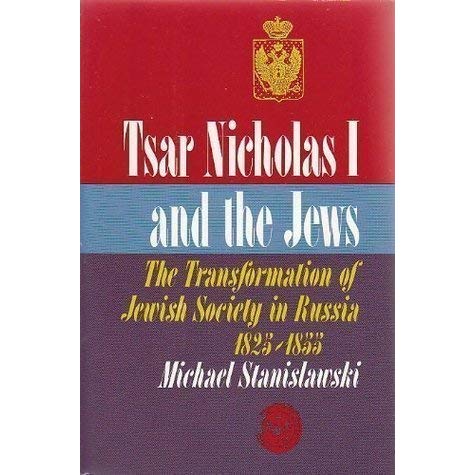 Tsar Nicholas I
and the Jews
The Transformation of
Jewish Society in Russia
1825-1855
Michael Stanislawski